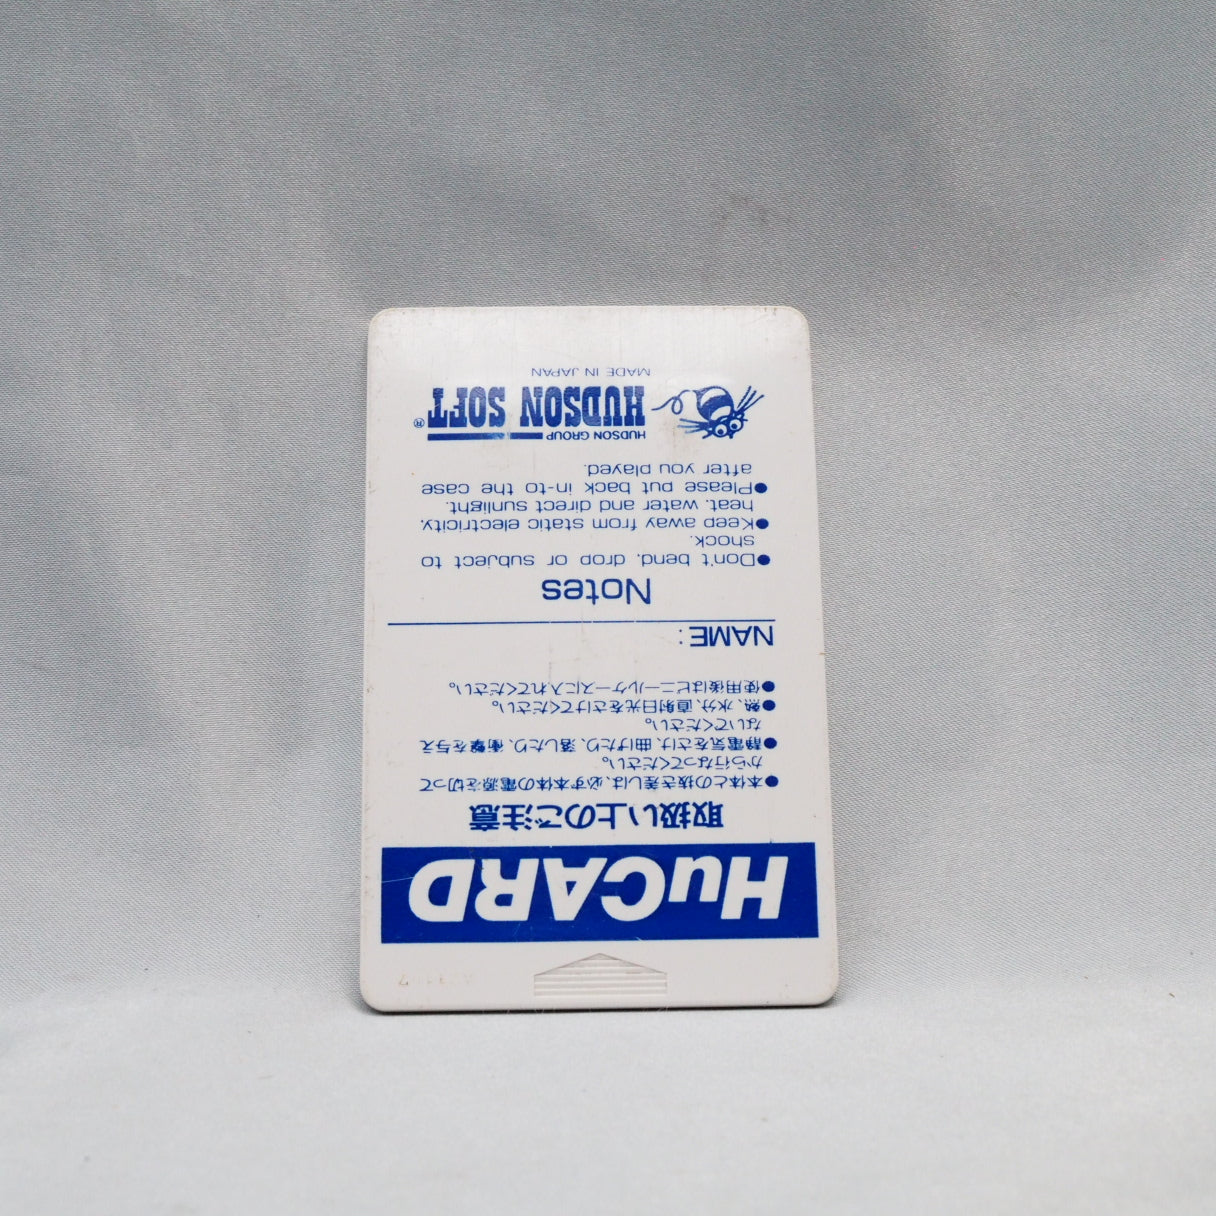 HuCARD
取扱い上のご注意
●本体との抜き差しは、必ず本体の電源を切って
から行なってください。
●静電気をさけ、曲げたり、落したり、衝撃を与え
ないでください。
●熱、水分、直射日光をさけてください。
●使用後はビニールケースに入れてください。
NAME:
Notes
●Don't bend, drop or subject to
shock.
●Keep away from static electricity,
heat, water and direct sunlight.
●Please put back in-to the case
after you played.
HUDSON GROUP
HUDSON SOFT®
MADE IN JAPAN